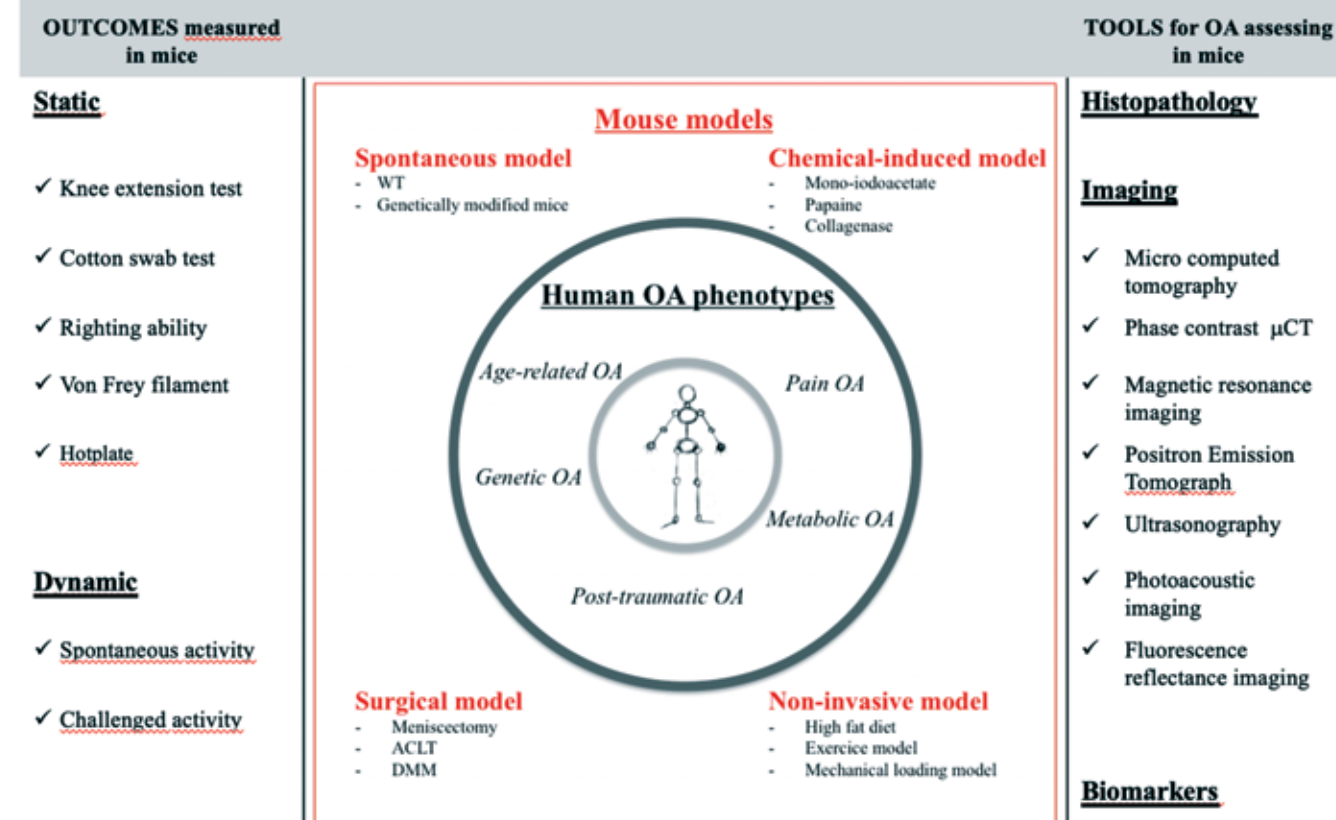 OUTCOMES measured
in mice
Static
✓ Knee extension test
✓ Cotton swab test
✓ Righting ability
✓ Von Frey filament
✓ Hotplate
Dynamic
✓ Spontaneous activity
✓ Challenged activity
Mouse models
Spontaneous model
- WT
- Genetically modified mice
Chemical-induced model
- Mono-iodoacetate
- Papaine
- Collagenase
Human OA phenotypes
Age-related OA
Pain OA
Genetic OA
Metabolic OA
Post-traumatic OA
Surgical model
- Meniscectomy
- ACLT
- DMM
Non-invasive model
- High fat diet
- Exercice model
- Mechanical loading model
TOOLS for OA assessing
in mice
Histopathology
Imaging
✓ Micro computed
tomography
✓ Phase contrast µCT
✓ Magnetic resonance
imaging
✓ Positron Emission
Tomograph
✓ Ultrasonography
✓ Photoacoustic
imaging
✓ Fluorescence
reflectance imaging
Biomarkers